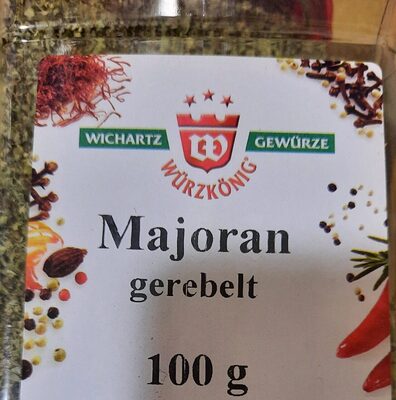 WICHARTZ W GEWÜRZE
WÜRZKÖNIG®
Majoran
gerebelt
100 g